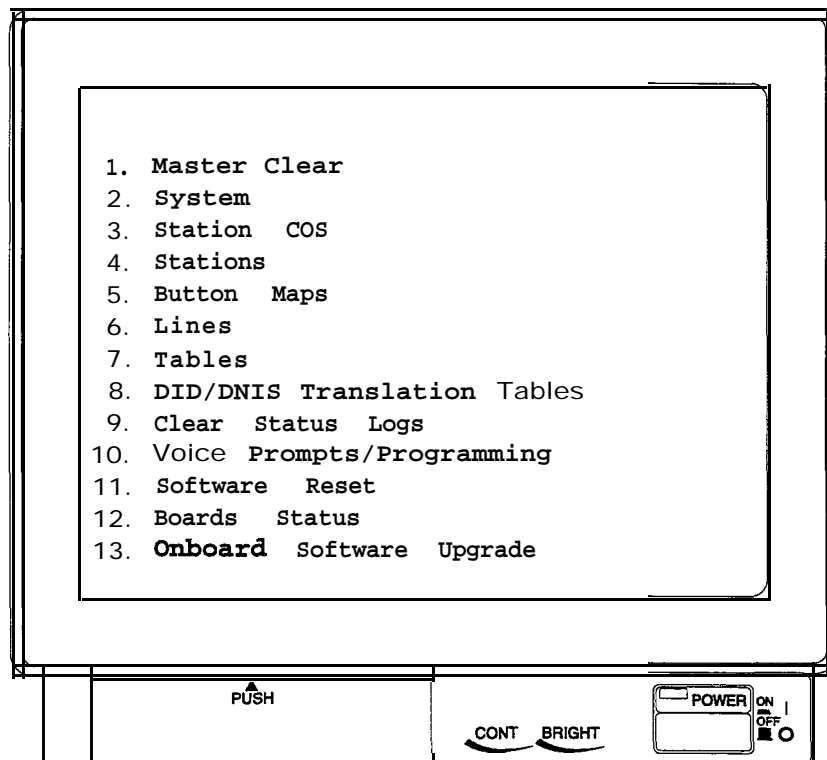 1. Master Clear
2. System
3. Station COS
4. Stations
5. Button Maps
6. Lines
7. Tables
8. DID/DNIS Translation Tables
9. Clear Status Logs
10. Voice Prompts/Programming
11. Software Reset
12. Boards Status
13. Onboard Software Upgrade
PUSH
CONT BRIGHT
POWER
ON
OFF